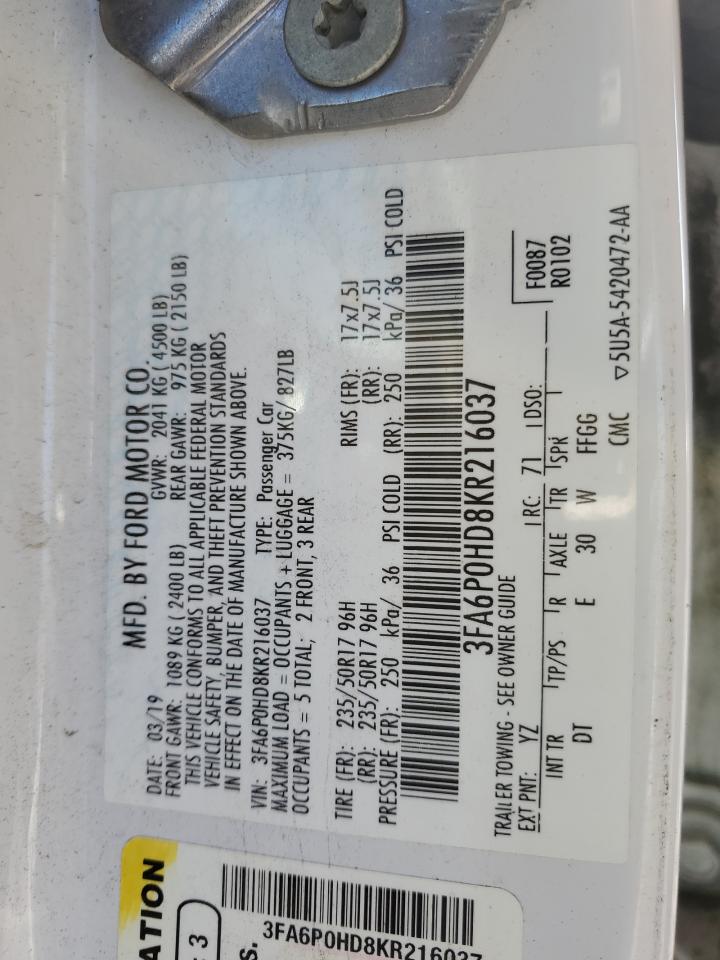 MFD. BY FORD MOTOR CO.
DATE: 03/19 GVWR: 2041 KG ( 4500 LB)
FRONT GAWR: 1089 KG ( 2400 LB) REAR GAWR: 975 KG ( 2150 LB)
THIS VEHICLE CONFORMS TO ALL APPLICABLE FEDERAL MOTOR
VEHICLE SAFETY, BUMPER, AND THEFT PREVENTION STANDARDS
IN EFFECT ON THE DATE OF MANUFACTURE SHOWN ABOVE.
VIN: 3FA6P0HD8KR216037 TYPE: Passenger Car
MAXIMUM LOAD = OCCUPANTS + LUGGAGE = 375KG/ 827LB
OCCUPANTS = 5 TOTAL; 2 FRONT, 3 REAR
TIRE (FR): 235/50R17 96H RIMS (FR): 17x7.5J
(RR): 235/50R17 96H (RR): 17x7.5J
PRESSURE (FR): 250 kPa/ 36 PSI COLD (RR): 250 kPa/ 36 PSI COLD
3FA6P0HD8KR216037
TRAILER TOWING - SEE OWNER GUIDE
EXT PNT: YZ RC: 71 DSO: F0087
R0102
INT TR TP/PS R AXLE TR SPK
DT E 30 W FFGG
CMC ▽5U5A-5420472-AA
ATION
: 3
s.
3FA6P0HD8KR216037